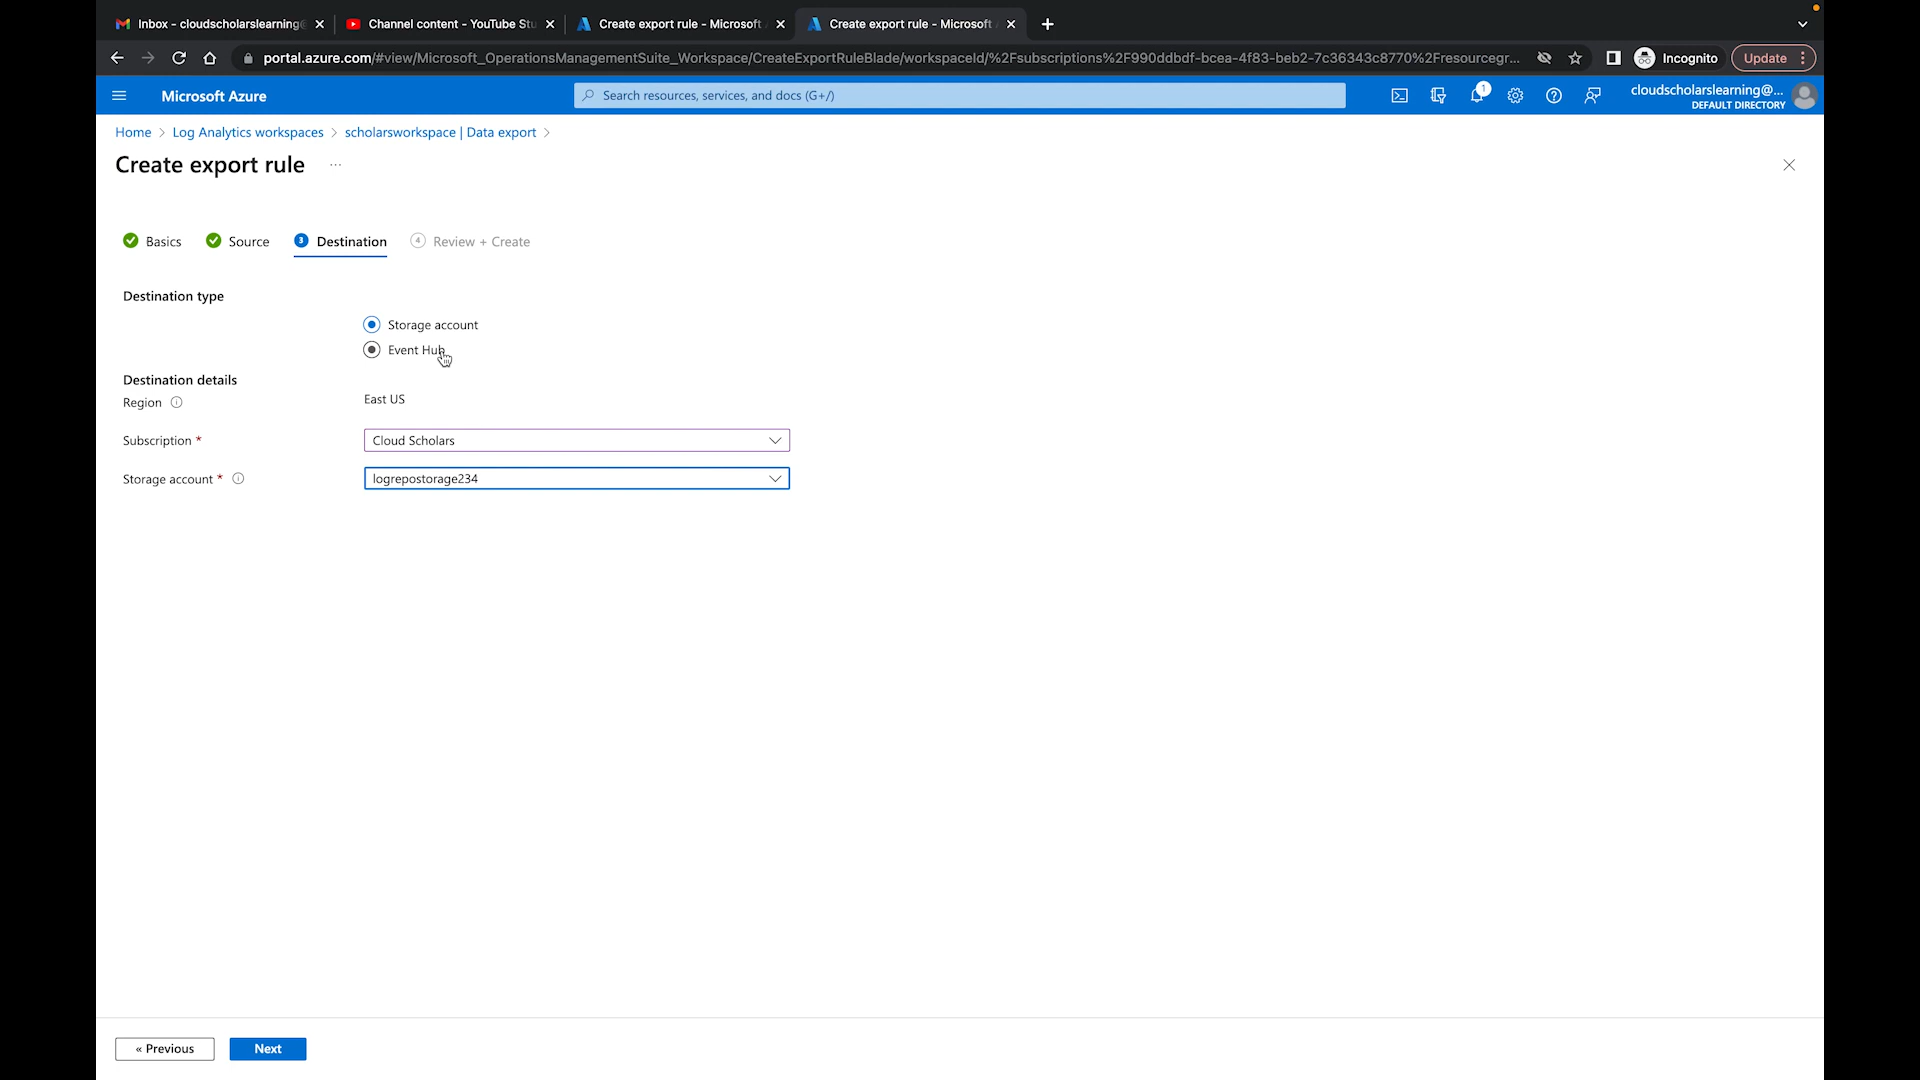 Inbox - cloudscholarslearning@
Channel content - YouTube Stu
Create export rule - Microsoft A
Create export rule - Microsoft A
portal.azure.com/#view/Microsoft_OperationsManagementSuite_Workspace/CreateExportRuleBlade/workspaceId/%2Fsubscriptions%2F990ddbdf-bcea-4f83-beb2-7c36343c8770%2Fresourcegr...
Incognito
Update
Microsoft Azure
Search resources, services, and docs (G+/)
1
cloudscholarslearning@...
DEFAULT DIRECTORY
Home > Log Analytics workspaces > scholarsworkspace | Data export >
Create export rule ...
Basics
Source
3 Destination
4 Review + Create
Destination type
Storage account
Event Hub
Destination details
Region
East US
Subscription *
Cloud Scholars
Storage account *
logrepostorage234
« Previous
Next